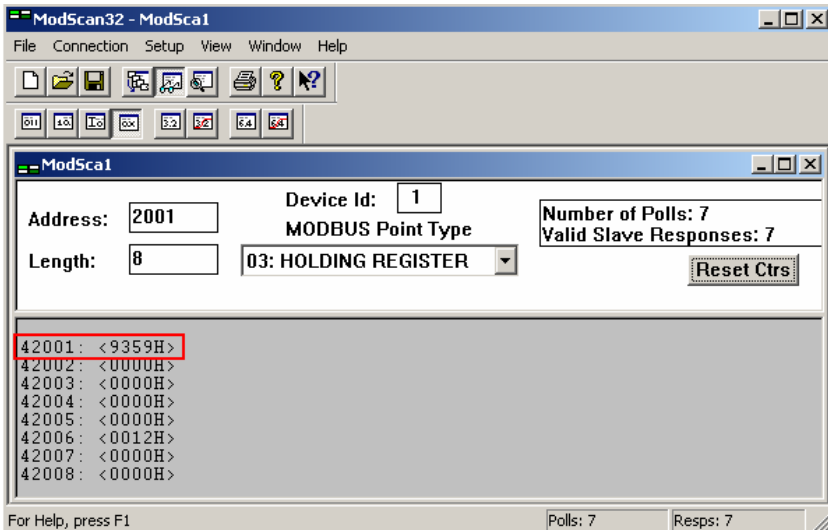 ModScan32 - ModSca1
File Connection Setup View Window Help
ModSca1
Address: 2001
Device Id: 1
MODBUS Point Type
Number of Polls: 7
Valid Slave Responses: 7
Length: 8
03: HOLDING REGISTER
Reset Ctrs
42001: <9359H>
42002: <0000H>
42003: <0000H>
42004: <0000H>
42005: <0000H>
42006: <0012H>
42007: <0000H>
42008: <0000H>
For Help, press F1
Polls: 7
Resps: 7